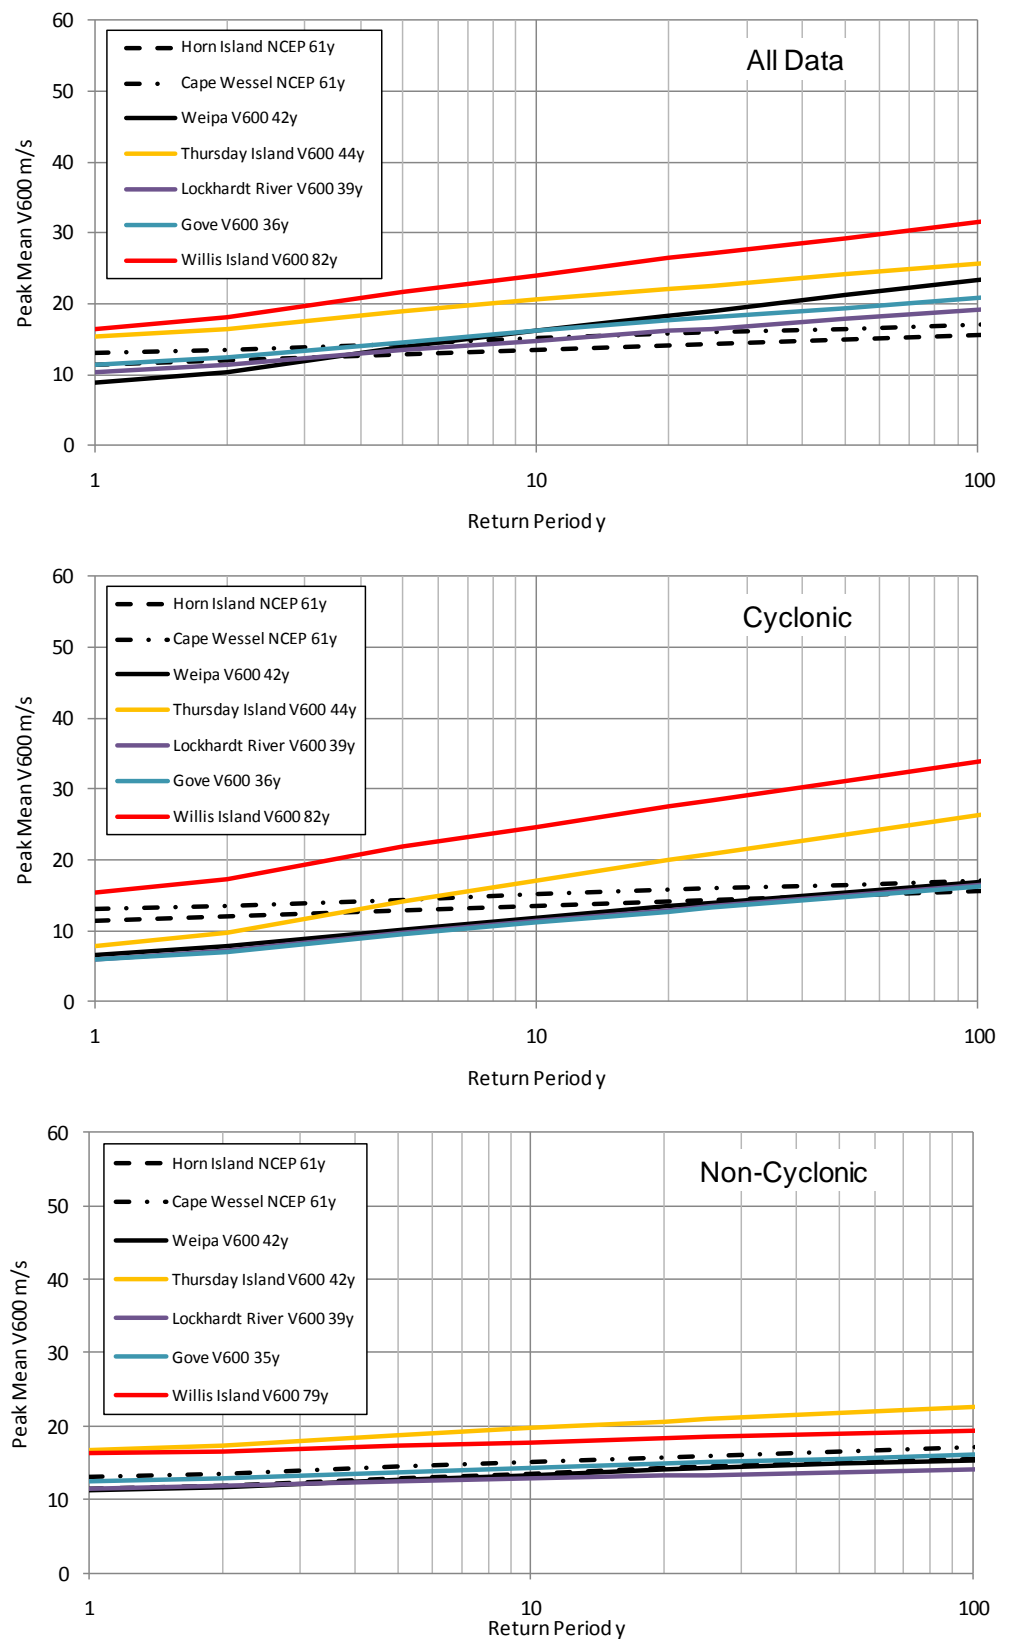 60
50
40
30
20
10
0
Peak Mean V600 m/s
Horn Island NCEP 61y
Cape Wessel NCEP 61y
Weipa V600 42y
Thursday Island V600 44y
Lockhardt River V600 39y
Gove V600 36y
Willis Island V600 82y
All Data
1
10
100
Return Period y
60
50
40
30
20
10
0
Peak Mean V600 m/s
Horn Island NCEP 61y
Cape Wessel NCEP 61y
Weipa V600 42y
Thursday Island V600 44y
Lockhardt River V600 39y
Gove V600 36y
Willis Island V600 82y
Cyclonic
1
10
100
Return Period y
60
50
40
30
20
10
0
Peak Mean V600 m/s
Horn Island NCEP 61y
Cape Wessel NCEP 61y
Weipa V600 42y
Thursday Island V600 42y
Lockhardt River V600 39y
Gove V600 35y
Willis Island V600 79y
Non-Cyclonic
1
10
100
Return Period y